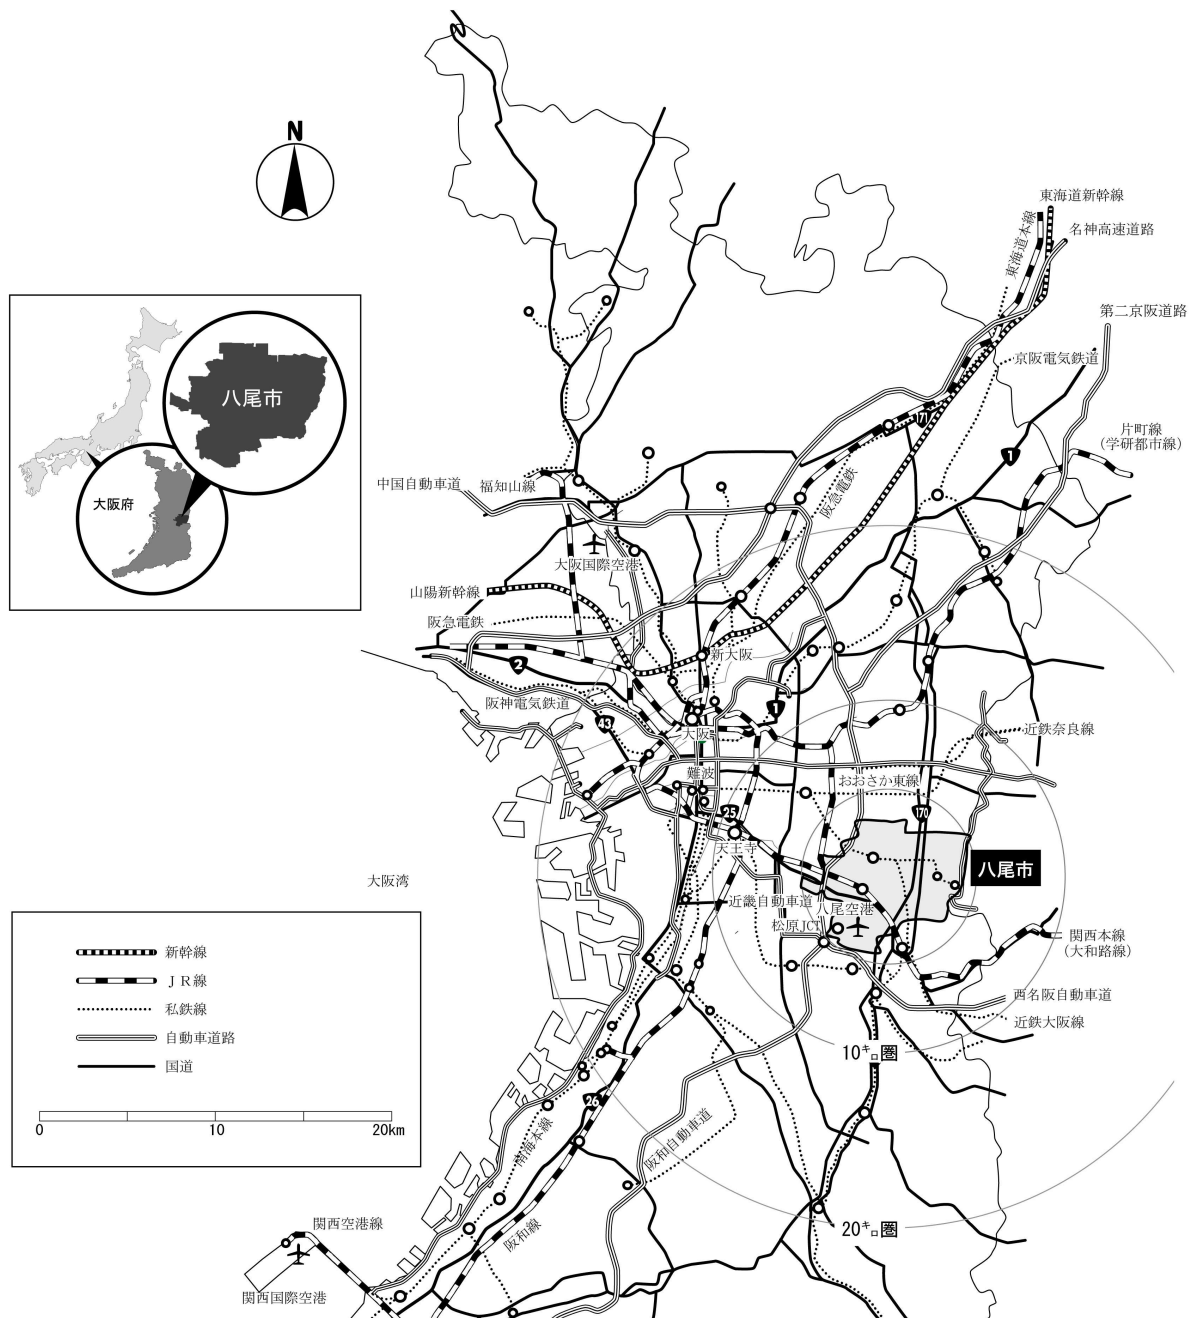 N
東海道新幹線
東海道本線
名神高速道路
第二京阪道路
京阪電気鉄道
171
1
片町線
(学研都市線)
八尾市
大阪府
中国自動車道
福知山線
阪急電鉄
大阪国際空港
山陽新幹線
阪急電鉄
新大阪
2
阪神電気鉄道
43
1
大阪
近鉄奈良線
難波
おおさか東線
25
170
天王寺
八尾市
大阪湾
近畿自動車道
八尾空港
松原JCT
関西本線
(大和路線)
西名阪自動車道
近鉄大阪線
新幹線
JR線
私鉄線
自動車道路
国道
0
10
20km
10キロ圏
26
南海本線
阪和自動車道
阪和線
20キロ圏
関西空港線
関西国際空港